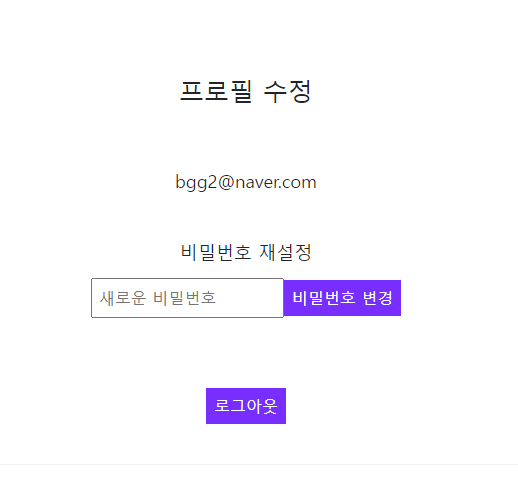 프로필 수정
bgg2@naver.com
비밀번호 재설정
새로운 비밀번호 비밀번호 변경
로그아웃